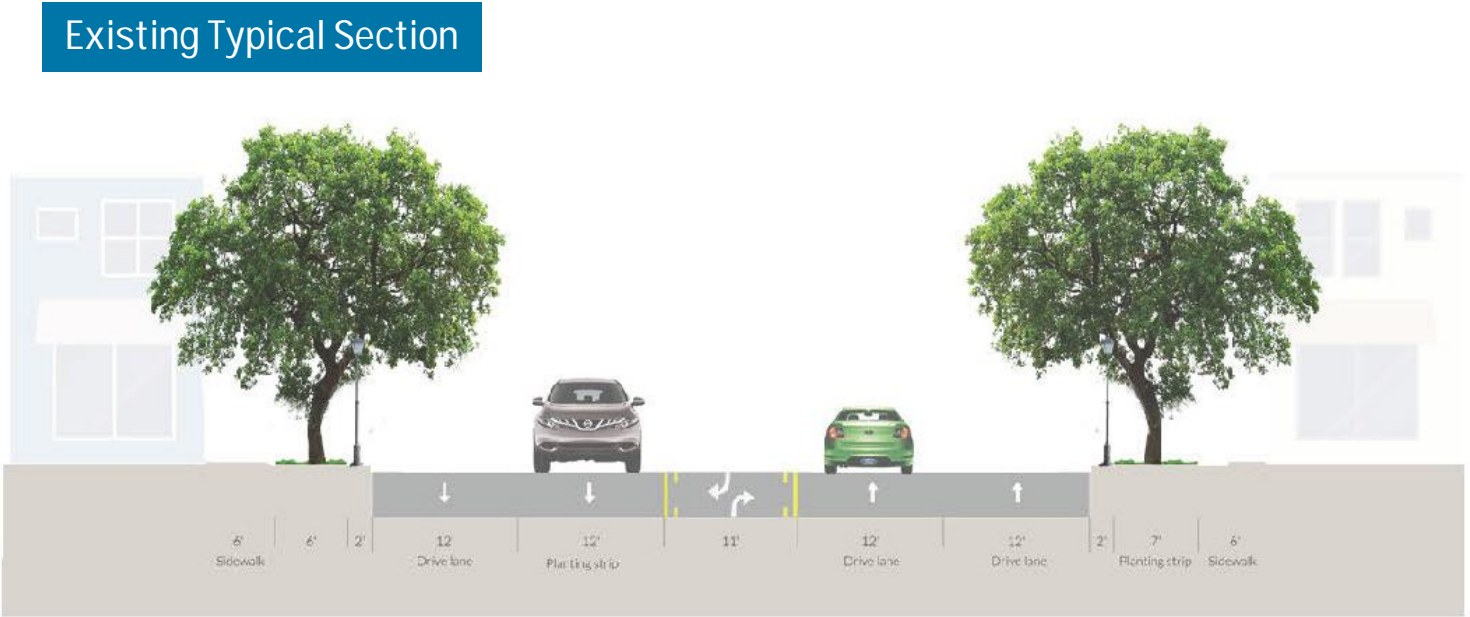 Existing Typical Section
6' 6' 2' 12' 12' 11' 12' 12' 2' 7' 6'
Sidewalk Drive lane Planting strip Drive lane Drive lane Planting strip Sidewalk